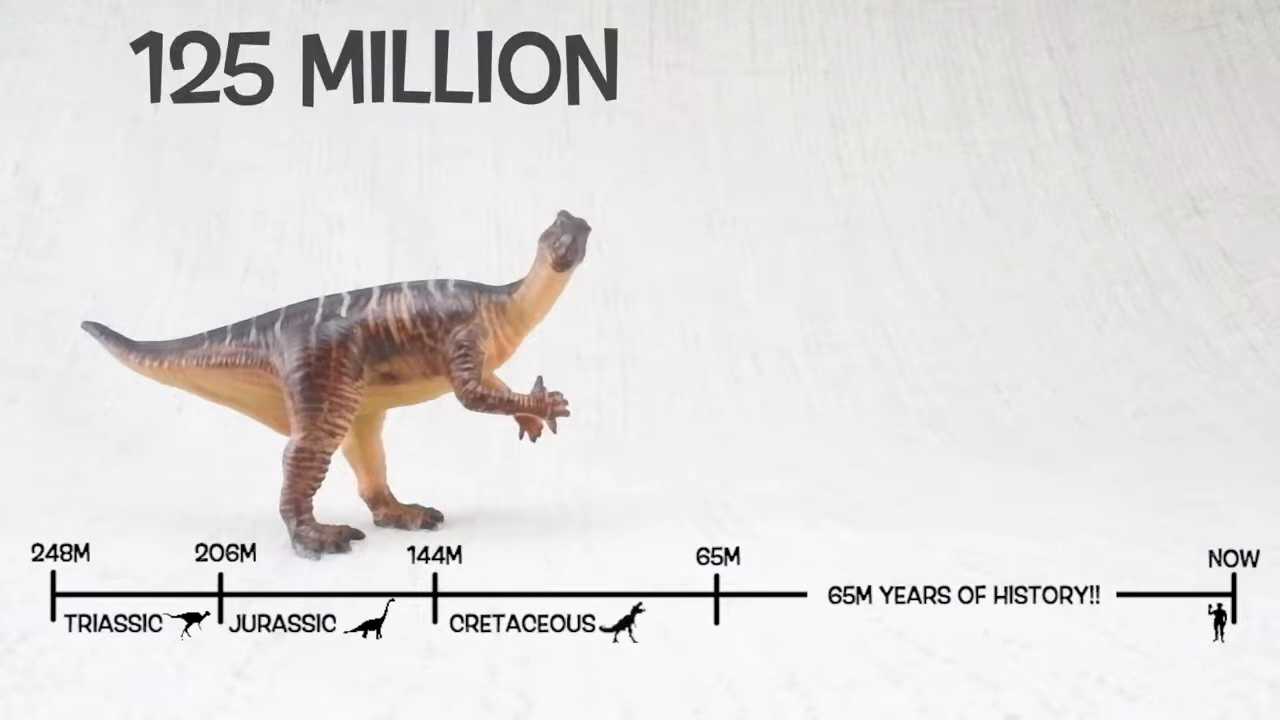 125 MILLION
248M 206M 144M 65M NOW
65M YEARS OF HISTORY!!
TRIASSIC JURASSIC CRETACEOUS